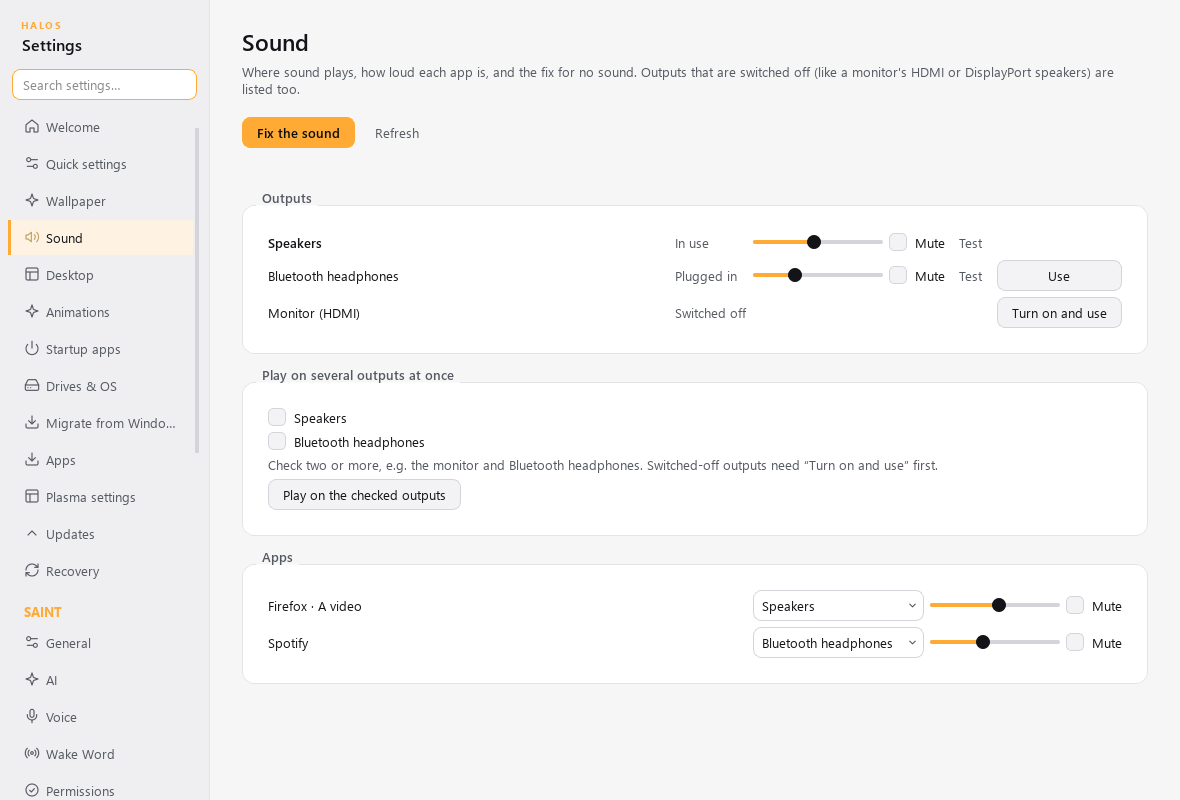 HALOS
Settings
Search settings...
Welcome
Quick settings
Wallpaper
Sound
Desktop
Animations
Startup apps
Drives & OS
Migrate from Windo...
Apps
Plasma settings
Updates
Recovery
SAINT
General
AI
Voice
Wake Word
Permissions
Sound
Where sound plays, how loud each app is, and the fix for no sound. Outputs that are switched off (like a monitor's HDMI or DisplayPort speakers) are
listed too.
Fix the sound Refresh
Outputs
Speakers In use Mute Test
Bluetooth headphones Plugged in Mute Test Use
Monitor (HDMI) Switched off Turn on and use
Play on several outputs at once
Speakers
Bluetooth headphones
Check two or more, e.g. the monitor and Bluetooth headphones. Switched-off outputs need “Turn on and use” first.
Play on the checked outputs
Apps
Firefox · A video Speakers Mute
Spotify Bluetooth headphones Mute